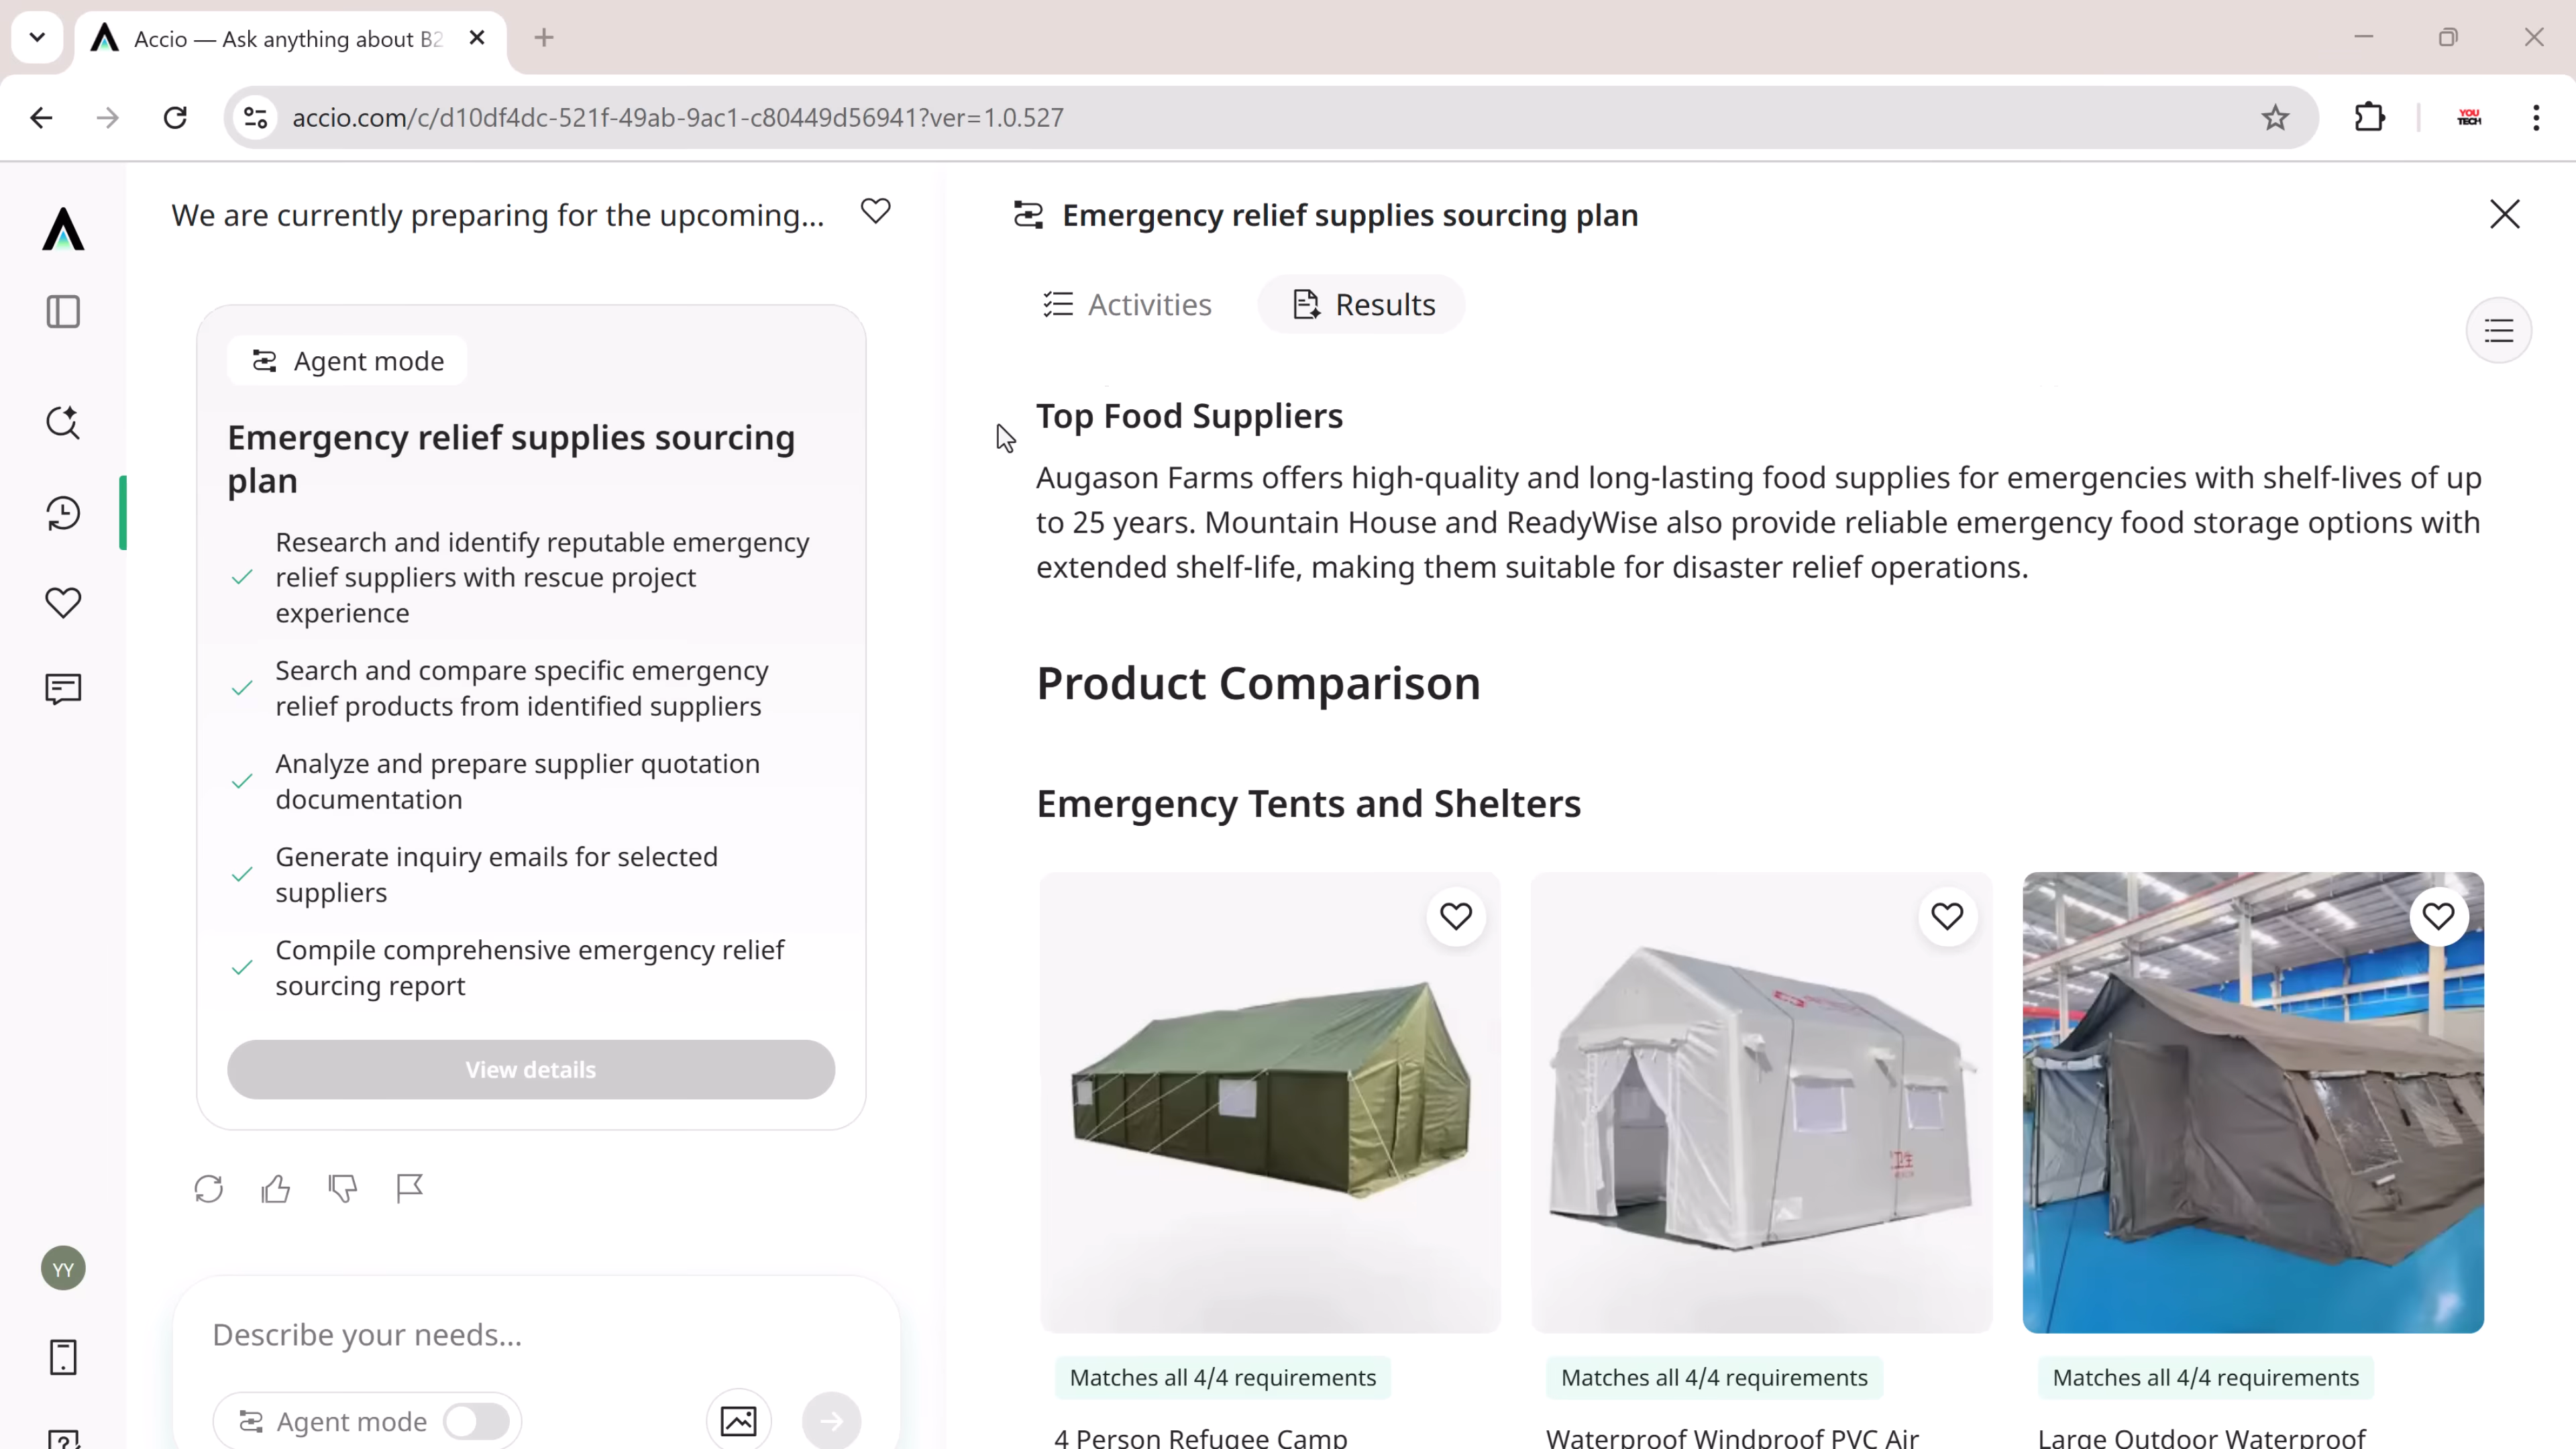 Accio — Ask anything about B2
accio.com/c/d10df4dc-521f-49ab-9ac1-c80449d56941?ver=1.0.527
YOU
TECH
We are currently preparing for the upcoming...
Agent mode
Emergency relief supplies sourcing
plan
Research and identify reputable emergency
relief suppliers with rescue project
experience
Search and compare specific emergency
relief products from identified suppliers
Analyze and prepare supplier quotation
documentation
Generate inquiry emails for selected
suppliers
Compile comprehensive emergency relief
sourcing report
View details
YY
Describe your needs...
Agent mode
Emergency relief supplies sourcing plan
Activities
Results
Top Food Suppliers
Augason Farms offers high-quality and long-lasting food supplies for emergencies with shelf-lives of up
to 25 years. Mountain House and ReadyWise also provide reliable emergency food storage options with
extended shelf-life, making them suitable for disaster relief operations.
Product Comparison
Emergency Tents and Shelters
卫生
Matches all 4/4 requirements
Matches all 4/4 requirements
Matches all 4/4 requirements
4 Person Refugee Camp
Waterproof Windproof PVC Air
Large Outdoor Waterproof